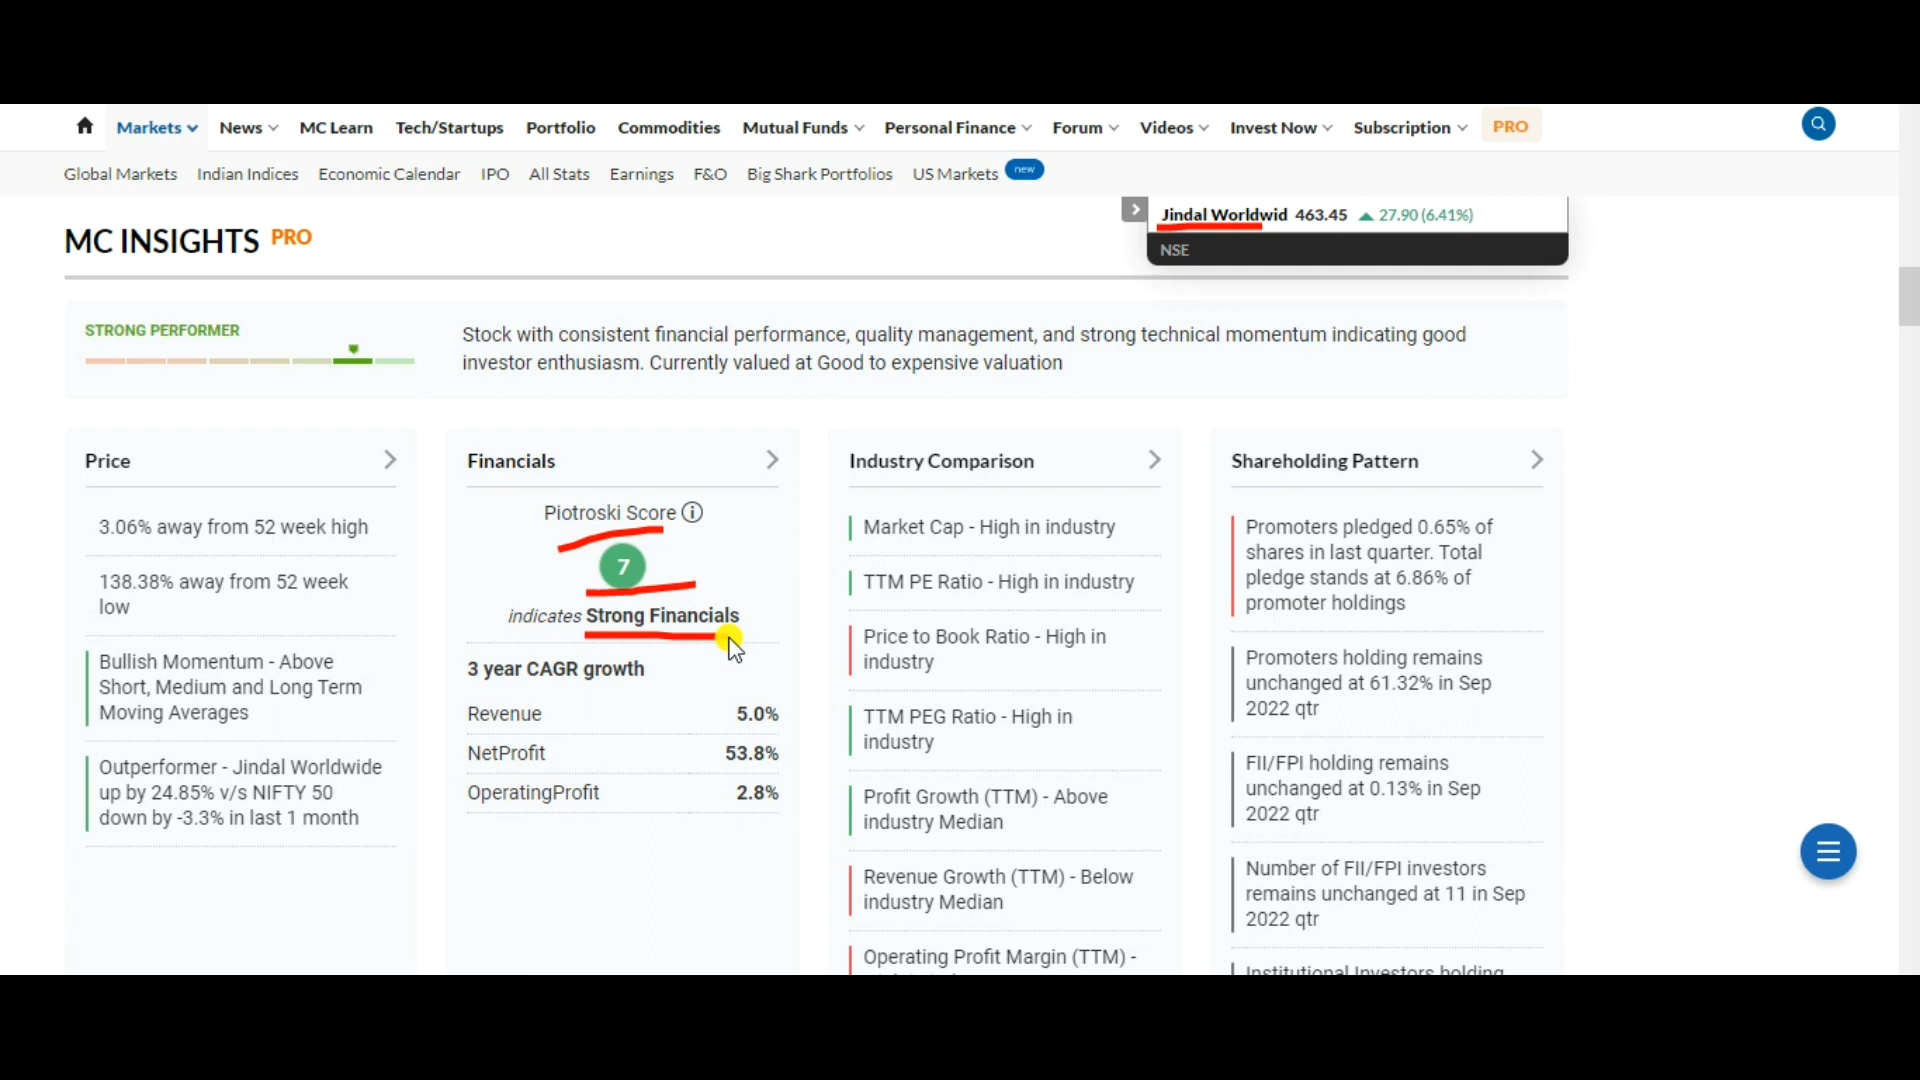 Markets News MC Learn Tech/Startups Portfolio Commodities Mutual Funds Personal Finance Forum Videos Invest Now Subscription PRO
Global Markets Indian Indices Economic Calendar IPO All Stats Earnings F&O Big Shark Portfolios US Markets new
Jindal Worldwid 463.45 27.90 (6.41%)
NSE
MC INSIGHTS PRO
STRONG PERFORMER
Stock with consistent financial performance, quality management, and strong technical momentum indicating good
investor enthusiasm. Currently valued at Good to expensive valuation
Price
3.06% away from 52 week high
138.38% away from 52 week
low
Bullish Momentum - Above
Short, Medium and Long Term
Moving Averages
Outperformer - Jindal Worldwide
up by 24.85% v/s NIFTY 50
down by -3.3% in last 1 month
Financials
Piotroski Score
7
indicates Strong Financials
3 year CAGR growth
Revenue 5.0%
NetProfit 53.8%
OperatingProfit 2.8%
Industry Comparison
Market Cap - High in industry
TTM PE Ratio - High in industry
Price to Book Ratio - High in
industry
TTM PEG Ratio - High in
industry
Profit Growth (TTM) - Above
industry Median
Revenue Growth (TTM) - Below
industry Median
Operating Profit Margin (TTM) -
Shareholding Pattern
Promoters pledged 0.65% of
shares in last quarter. Total
pledge stands at 6.86% of
promoter holdings
Promoters holding remains
unchanged at 61.32% in Sep
2022 qtr
FII/FPI holding remains
unchanged at 0.13% in Sep
2022 qtr
Number of FII/FPI investors
remains unchanged at 11 in Sep
2022 qtr
Institutional Investors holding